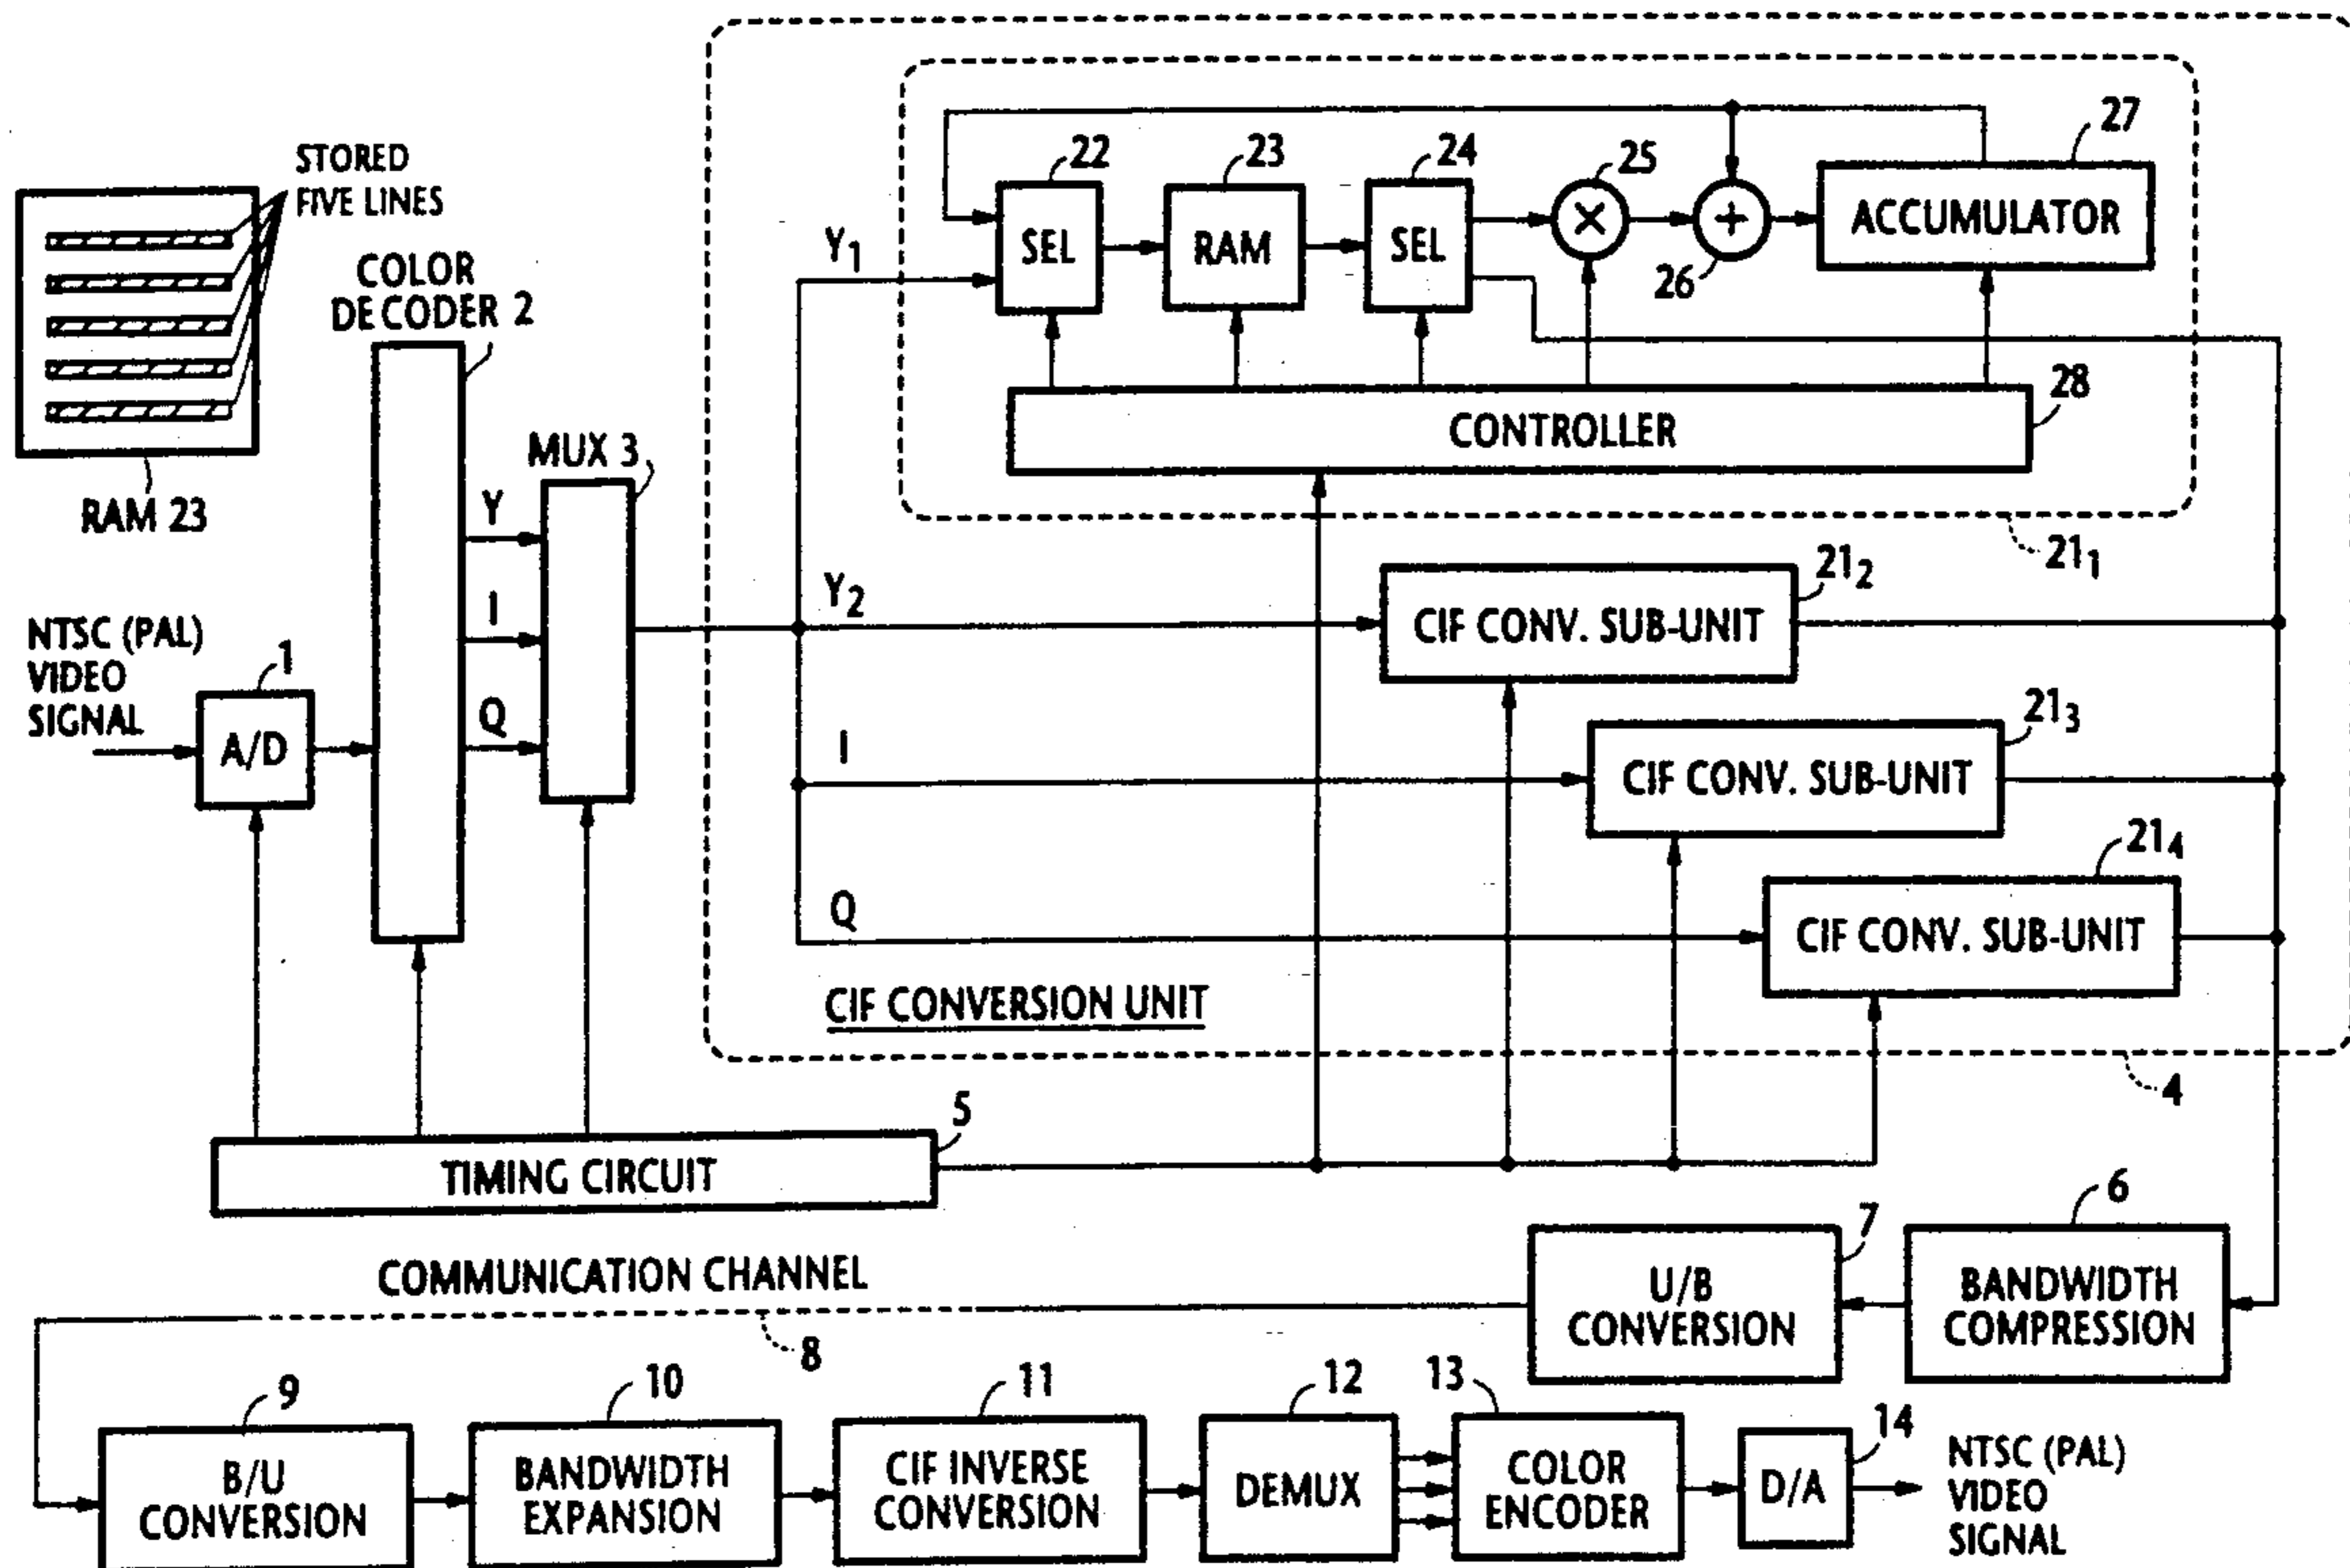 STORED
FIVE LINES
RAM 23
COLOR
DECODER 2
MUX 3
Y
I
Q
NTSC (PAL)
VIDEO
SIGNAL
1
A/D
Y1
Y2
I
Q
22
SEL
23
RAM
24
SEL
25
×
26
+
27
ACCUMULATOR
28
CONTROLLER
211
212
CIF CONV. SUB-UNIT
213
CIF CONV. SUB-UNIT
214
CIF CONV. SUB-UNIT
CIF CONVERSION UNIT
4
5
TIMING CIRCUIT
6
BANDWIDTH
COMPRESSION
7
U/B
CONVERSION
COMMUNICATION CHANNEL
8
9
B/U
CONVERSION
10
BANDWIDTH
EXPANSION
11
CIF INVERSE
CONVERSION
12
DEMUX
13
COLOR
ENCODER
14
D/A
NTSC (PAL)
VIDEO
SIGNAL